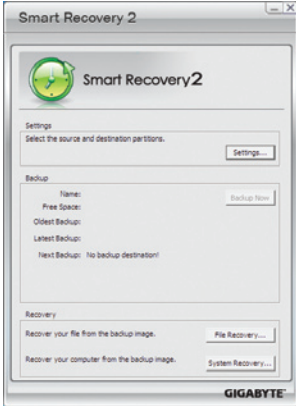 Smart Recovery 2
Smart Recovery2
Settings
Select the source and destination partitions.
Settings...
Backup
Name:
Backup Now
Free Space:
Oldest Backup:
Latest Backup:
Next Backup: No backup destination!
Recovery
Recover your file from the backup image.
File Recovery...
Recover your computer from the backup image.
System Recovery...
GIGABYTE